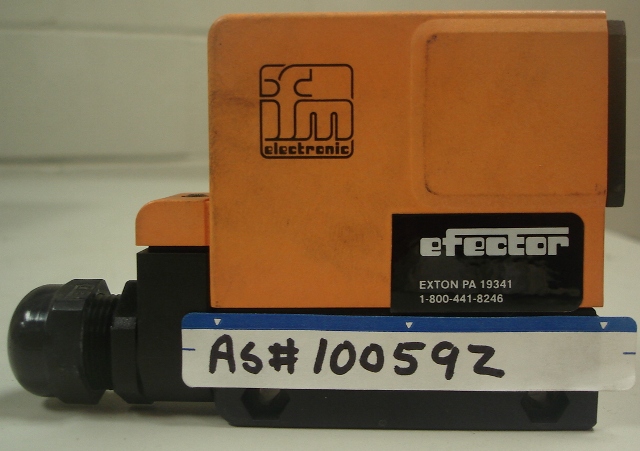 ifm
electronic
efector
EXTON PA 19341
1-800-441-8246
AS#100592